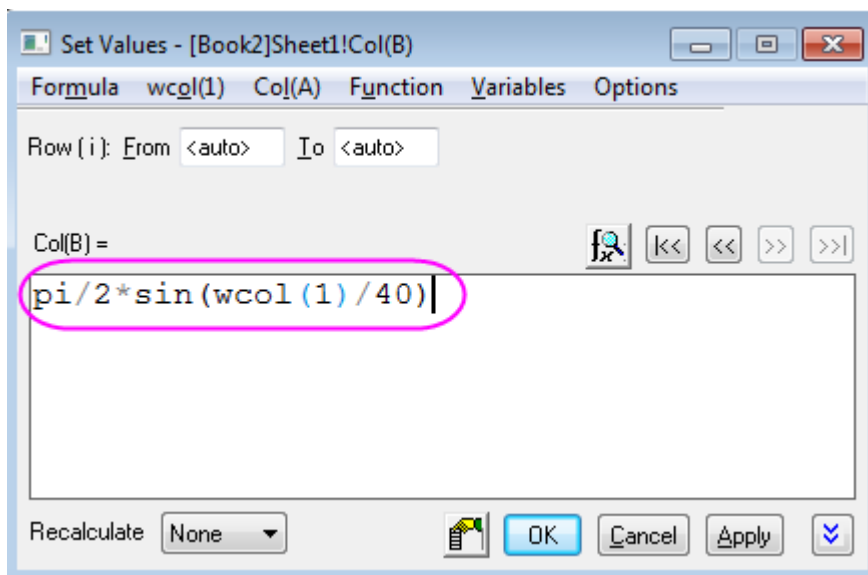 Set Values - [Book2]Sheet1!Col(B)
Formula wcol(1) Col(A) Function Variables Options
Row ( i ): From <auto> To <auto>
Col(B) =
pi/2*sin(wcol(1)/40)
Recalculate None OK Cancel Apply